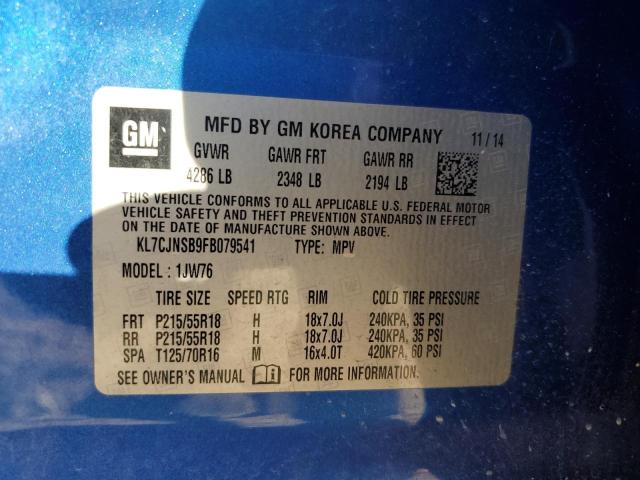 GM MFD BY GM KOREA COMPANY 11 / 14
GVWR GAWR FRT GAWR RR
4286 LB 2348 LB 2194 LB
THIS VEHICLE CONFORMS TO ALL APPLICABLE U.S. FEDERAL MOTOR
VEHICLE SAFETY AND THEFT PREVENTION STANDARDS IN EFFECT
ON THE DATE OF MANUFACTURE SHOWN ABOVE.
KL7CJNSB9FB079541 TYPE: MPV
MODEL: 1JW76
TIRE SIZE SPEED RTG RIM COLD TIRE PRESSURE
FRT P215/55R18 H 18x7.0J 240KPA, 35 PSI
RR P215/55R18 H 18x7.0J 240KPA, 35 PSI
SPA T125/70R16 M 16x4.0T 420KPA, 60 PSI
SEE OWNER'S MANUAL FOR MORE INFORMATION.